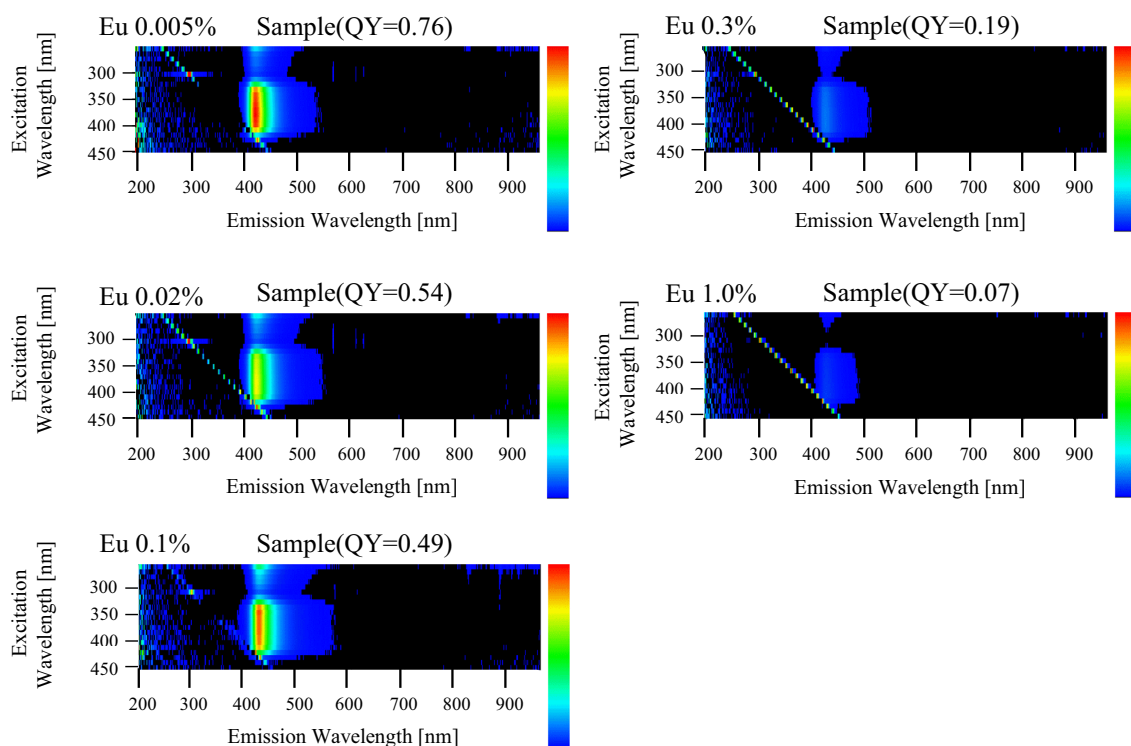 Eu 0.005% Sample(QY=0.76)
Excitation
Wavelength [nm]
300
350
400
450
200 300 400 500 600 700 800 900
Emission Wavelength [nm]
Eu 0.3% Sample(QY=0.19)
Excitation
Wavelength [nm]
300
350
400
450
200 300 400 500 600 700 800 900
Emission Wavelength [nm]
Eu 0.02% Sample(QY=0.54)
Excitation
Wavelength [nm]
300
350
400
450
200 300 400 500 600 700 800 900
Emission Wavelength [nm]
Eu 1.0% Sample(QY=0.07)
Excitation
Wavelength [nm]
300
350
400
450
200 300 400 500 600 700 800 900
Emission Wavelength [nm]
Eu 0.1% Sample(QY=0.49)
Excitation
Wavelength [nm]
300
350
400
450
200 300 400 500 600 700 800 900
Emission Wavelength [nm]